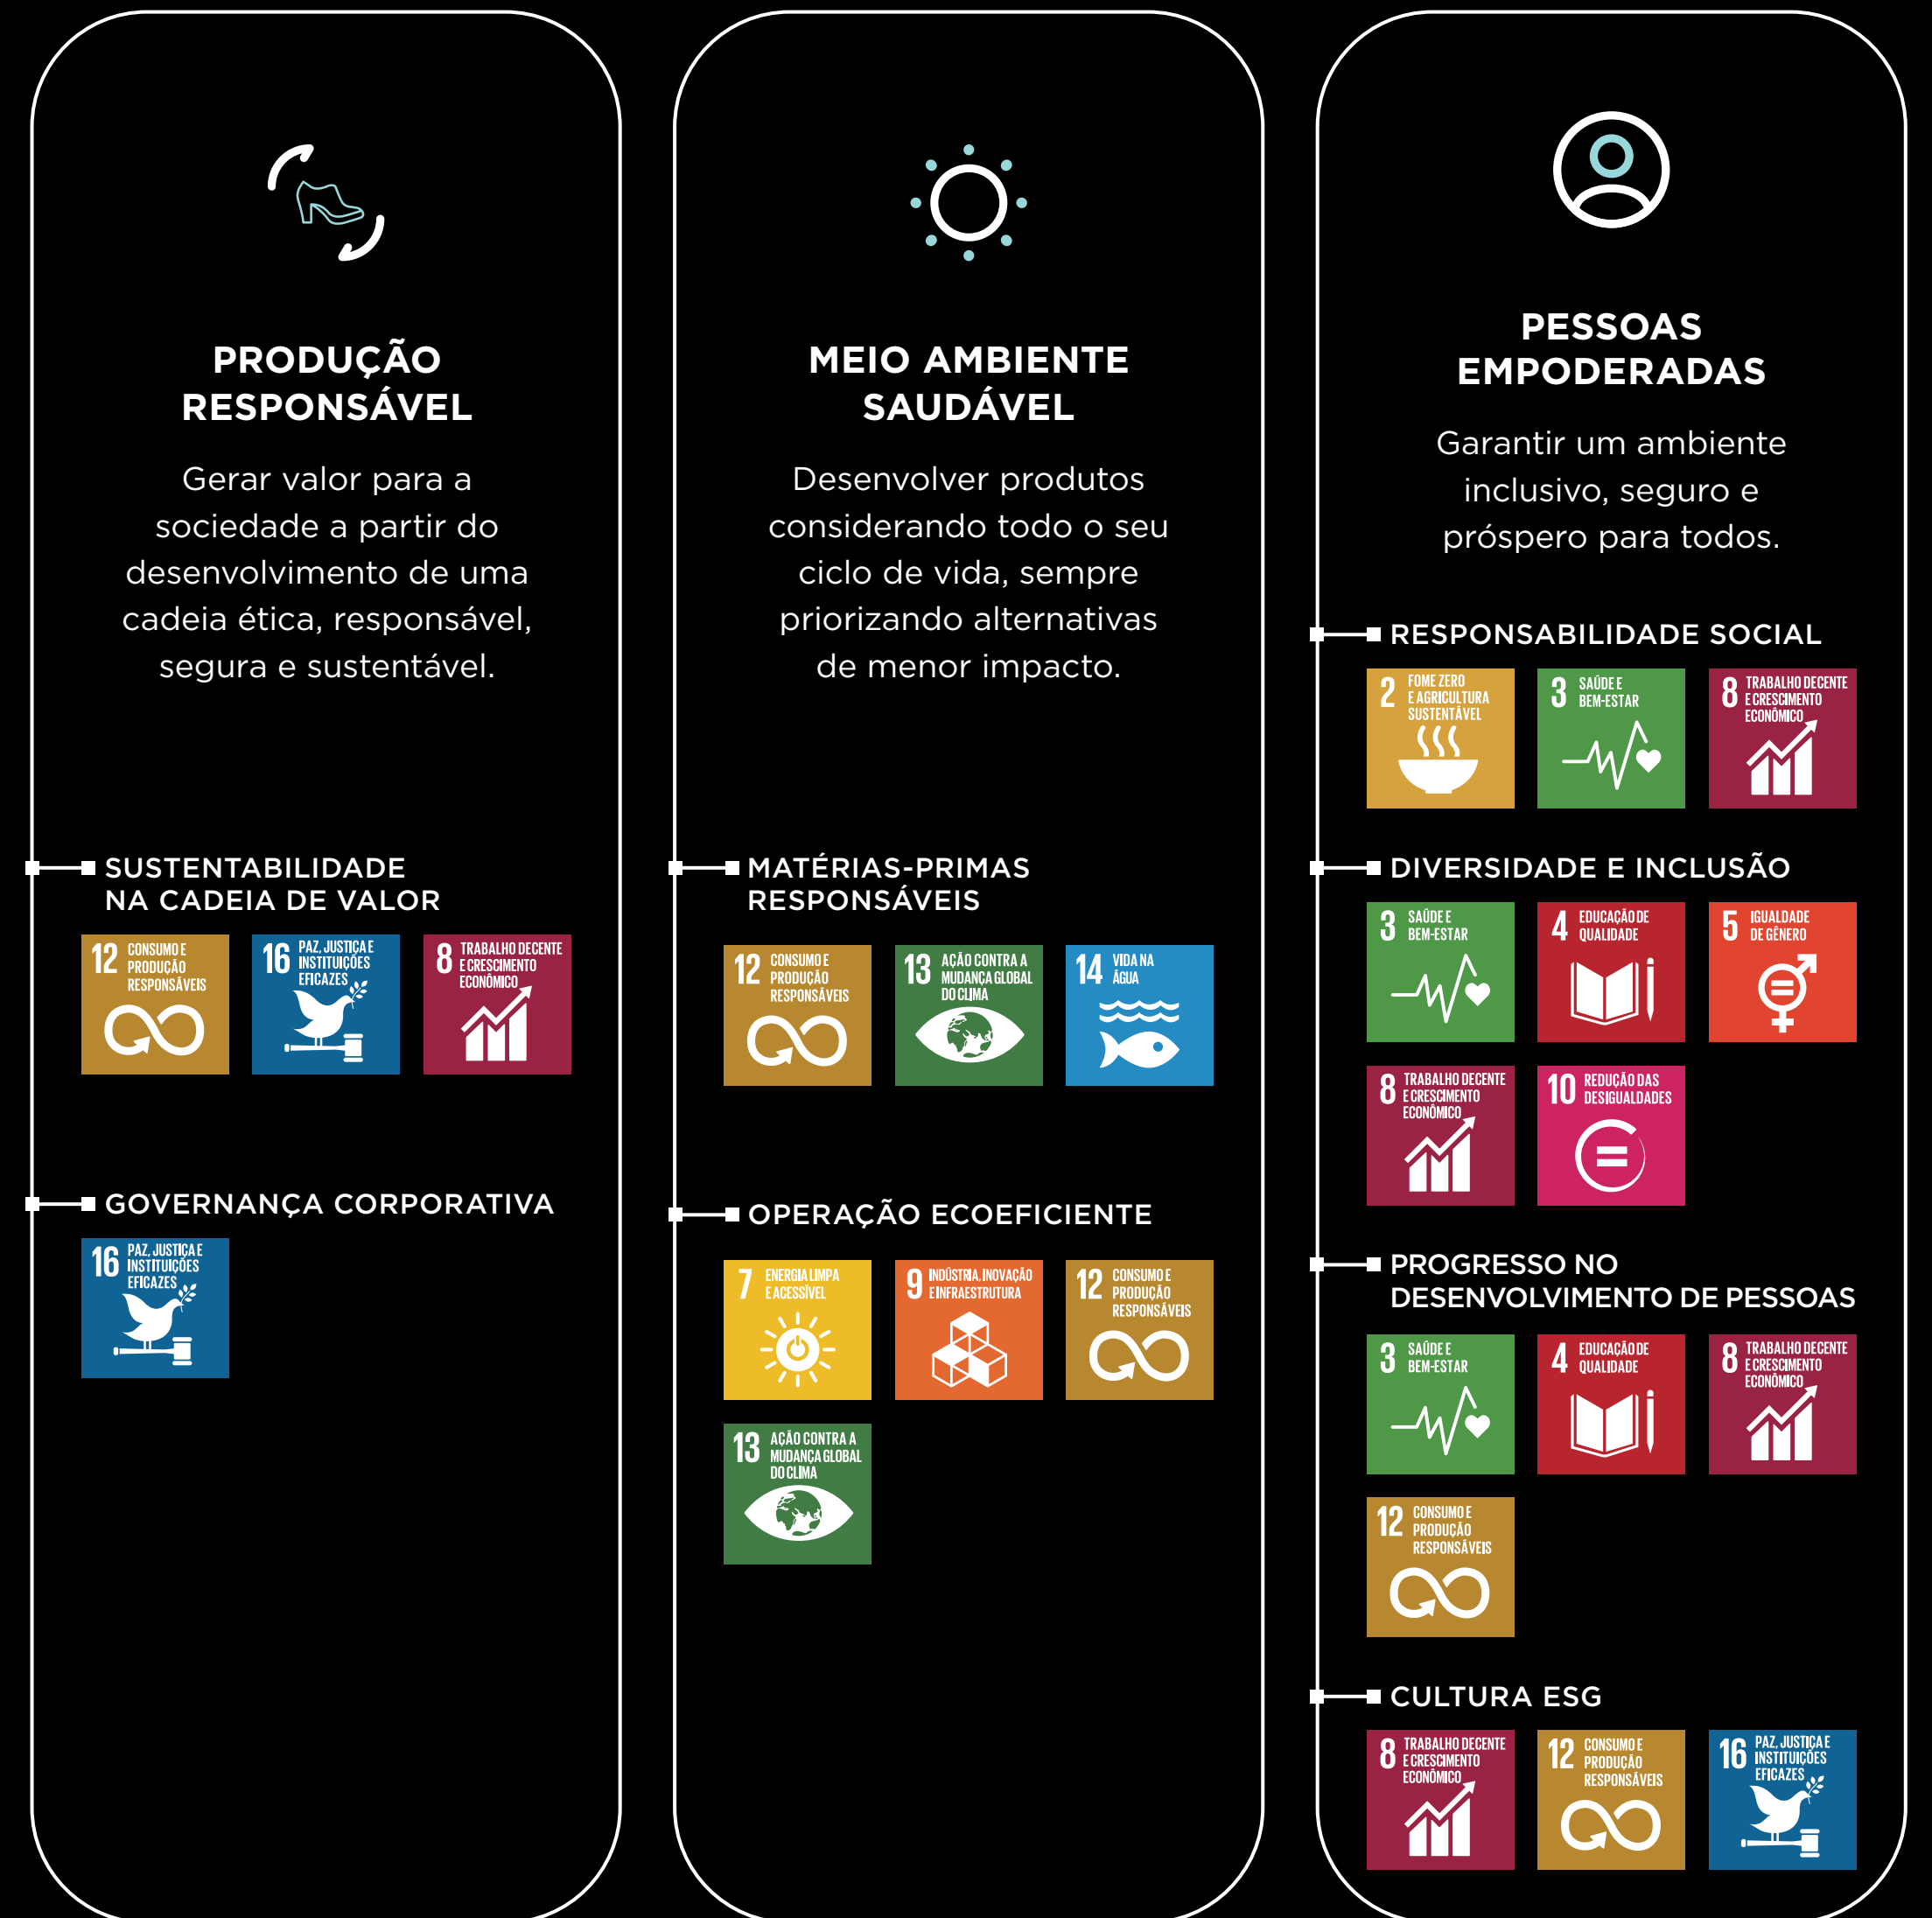 PRODUÇÃO
RESPONSÁVEL
Gerar valor para a
sociedade a partir do
desenvolvimento de uma
cadeia ética, responsável,
segura e sustentável.
SUSTENTABILIDADE
NA CADEIA DE VALOR
12 CONSUMO E
PRODUÇÃO
RESPONSÁVEIS
16 PAZ, JUSTIÇA E
INSTITUIÇÕES
EFICAZES
8 TRABALHO DECENTE
E CRESCIMENTO
ECONÔMICO
GOVERNANÇA CORPORATIVA
16 PAZ, JUSTIÇA E
INSTITUIÇÕES
EFICAZES
MEIO AMBIENTE
SAUDÁVEL
Desenvolver produtos
considerando todo o seu
ciclo de vida, sempre
priorizando alternativas
de menor impacto.
MATÉRIAS-PRIMAS
RESPONSÁVEIS
12 CONSUMO E
PRODUÇÃO
RESPONSÁVEIS
13 AÇÃO CONTRA A
MUDANÇA GLOBAL
DO CLIMA
14 VIDA NA
ÁGUA
OPERAÇÃO ECOEFICIENTE
7 ENERGIA LIMPA
E ACESSÍVEL
9 INDÚSTRIA, INOVAÇÃO
E INFRAESTRUTURA
12 CONSUMO E
PRODUÇÃO
RESPONSÁVEIS
13 AÇÃO CONTRA A
MUDANÇA GLOBAL
DO CLIMA
PESSOAS
EMPODERADAS
Garantir um ambiente
inclusivo, seguro e
próspero para todos.
RESPONSABILIDADE SOCIAL
2 FOME ZERO
E AGRICULTURA
SUSTENTÁVEL
3 SAÚDE E
BEM-ESTAR
8 TRABALHO DECENTE
E CRESCIMENTO
ECONÔMICO
DIVERSIDADE E INCLUSÃO
3 SAÚDE E
BEM-ESTAR
4 EDUCAÇÃO DE
QUALIDADE
5 IGUALDADE
DE GÊNERO
8 TRABALHO DECENTE
E CRESCIMENTO
ECONÔMICO
10 REDUÇÃO DAS
DESIGUALDADES
PROGRESSO NO
DESENVOLVIMENTO DE PESSOAS
3 SAÚDE E
BEM-ESTAR
4 EDUCAÇÃO DE
QUALIDADE
8 TRABALHO DECENTE
E CRESCIMENTO
ECONÔMICO
12 CONSUMO E
PRODUÇÃO
RESPONSÁVEIS
CULTURA ESG
8 TRABALHO DECENTE
E CRESCIMENTO
ECONÔMICO
12 CONSUMO E
PRODUÇÃO
RESPONSÁVEIS
16 PAZ, JUSTIÇA E
INSTITUIÇÕES
EFICAZES